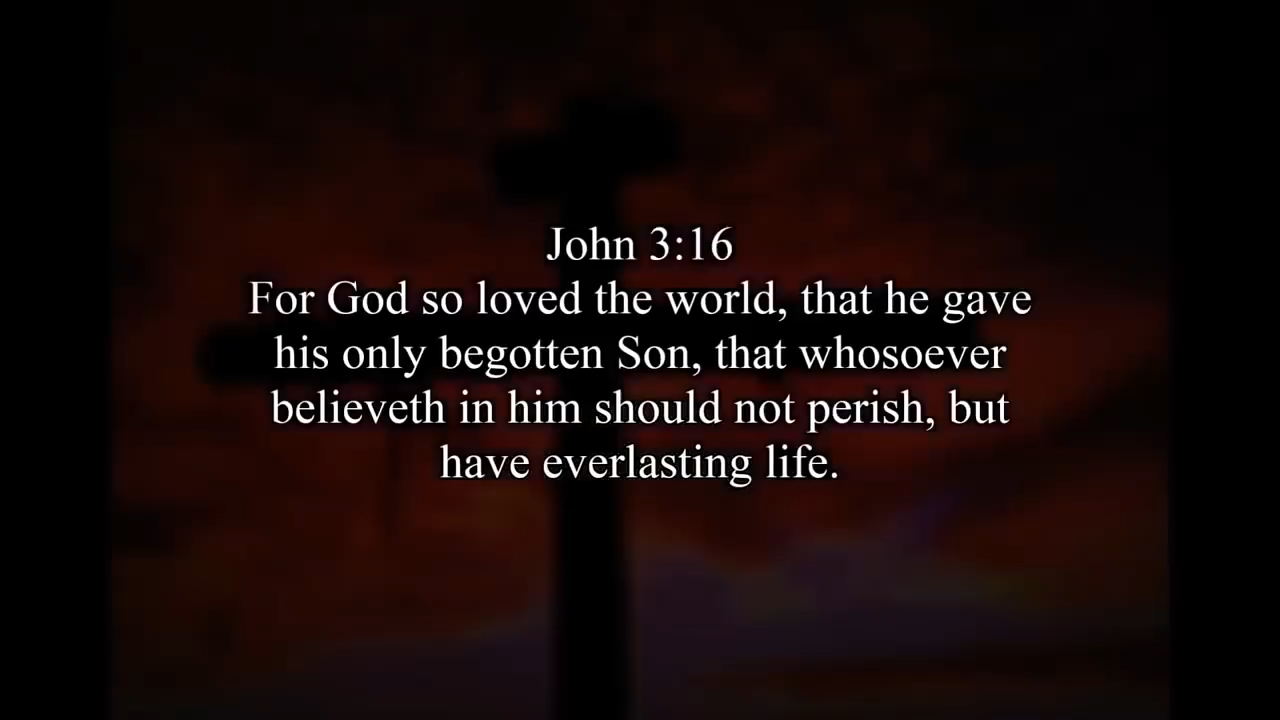 John 3:16
For God so loved the world, that he gave
his only begotten Son, that whosoever
believeth in him should not perish, but
have everlasting life.